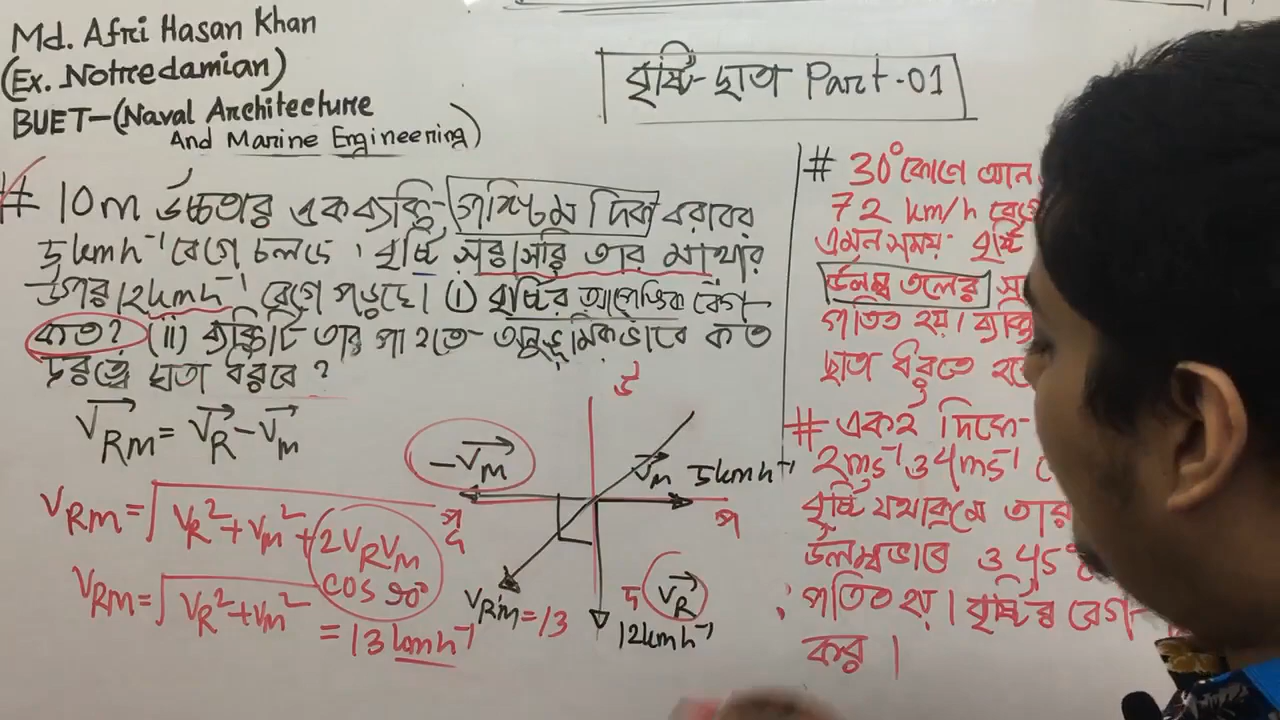 Md. Afri Hasan Khan
(Ex. Notredamian)
BUET-(Naval Architecture
And Marine Engineering)
বৃষ্টি-ছাতা Part-01
# 10m উচ্চতার একব্যক্তি পশ্চিম দিক বরাবর
5kmh⁻¹ বেগে চলছে। বৃষ্টি সরাসরি তার মাথার
উপর 12kmh⁻¹ বেগে পড়ছে। (i) বৃষ্টির আপেক্ষিক বেগ
কত? (ii) ব্যক্তিটি তার পা হতে অনুভূমিকভাবে কত
দূরত্বে ছাতা ধরবে?
V⃗Rm = V⃗R - V⃗m
VRm = √VR² + Vm² + 2VRVm
cos 90°
VRm = √VR² + Vm²
= 13 kmh⁻¹
উ
-V⃗M
V⃗m 5kmh⁻¹
প
VRm = 13
V⃗R
12kmh⁻¹
# 30° কোণে আন
72 km/h বেগে
এমন সময় বৃষ্টি
উলম্ব তলের
পতিত হয়। ব্যক্তি
ছাতা ধরতে হবে
# একই দিকে
2ms⁻¹ ও 4ms⁻¹
বৃষ্টি যথাক্রমে তার
উলম্বভাবে ও 45°
পতিত হয়। বৃষ্টির বেগ
কর।